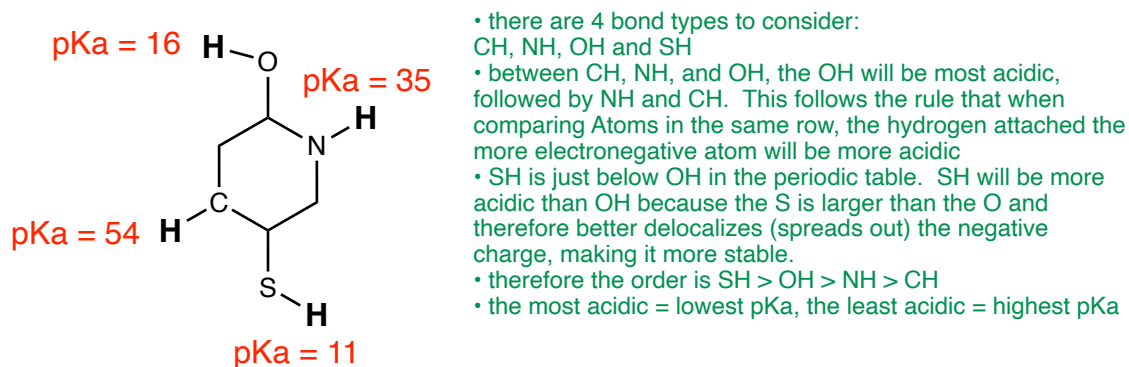 pKa = 16
H
O
pKa = 35
H
N
C
H
pKa = 54
S
H
pKa = 11
• there are 4 bond types to consider:
CH, NH, OH and SH
• between CH, NH, and OH, the OH will be most acidic,
followed by NH and CH.  This follows the rule that when
comparing Atoms in the same row, the hydrogen attached the
more electronegative atom will be more acidic
• SH is just below OH in the periodic table.  SH will be more
acidic than OH because the S is larger than the O and
therefore better delocalizes (spreads out) the negative
charge, making it more stable.
• therefore the order is SH > OH > NH > CH
• the most acidic = lowest pKa, the least acidic = highest pKa